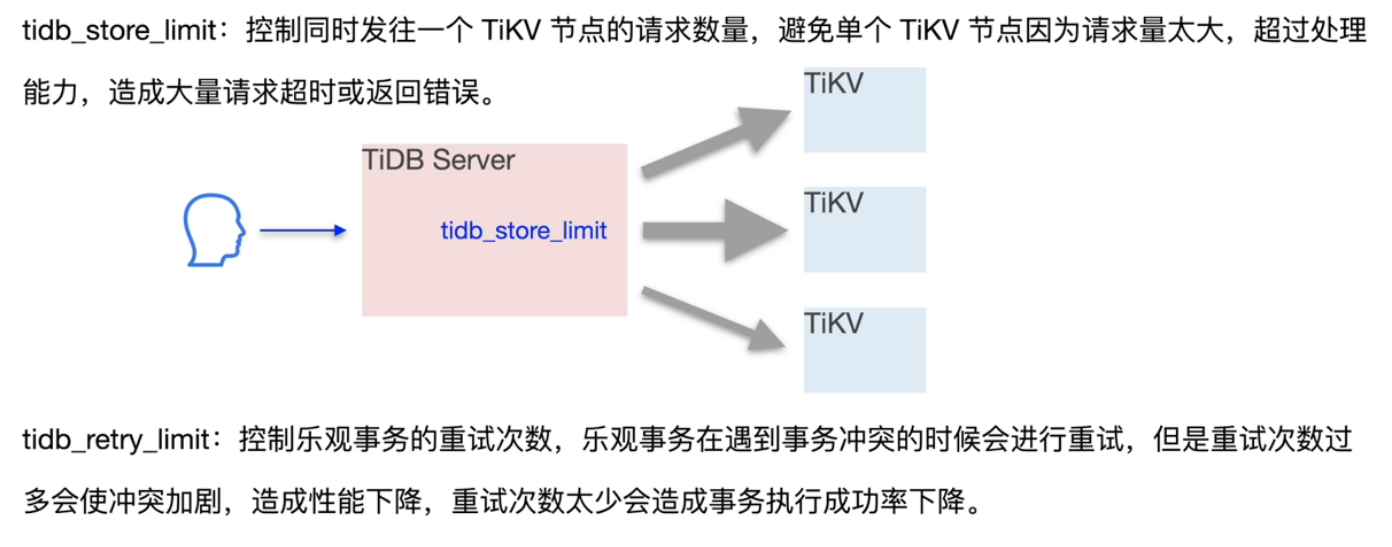 tidb_store_limit：控制同时发往一个 TiKV 节点的请求数量，避免单个 TiKV 节点因为请求量太大，超过处理
能力，造成大量请求超时或返回错误。
TiKV
TiDB Server
tidb_store_limit
TiKV
TiKV
tidb_retry_limit：控制乐观事务的重试次数，乐观事务在遇到事务冲突的时候会进行重试，但是重试次数过
多会使冲突加剧，造成性能下降，重试次数太少会造成事务执行成功率下降。